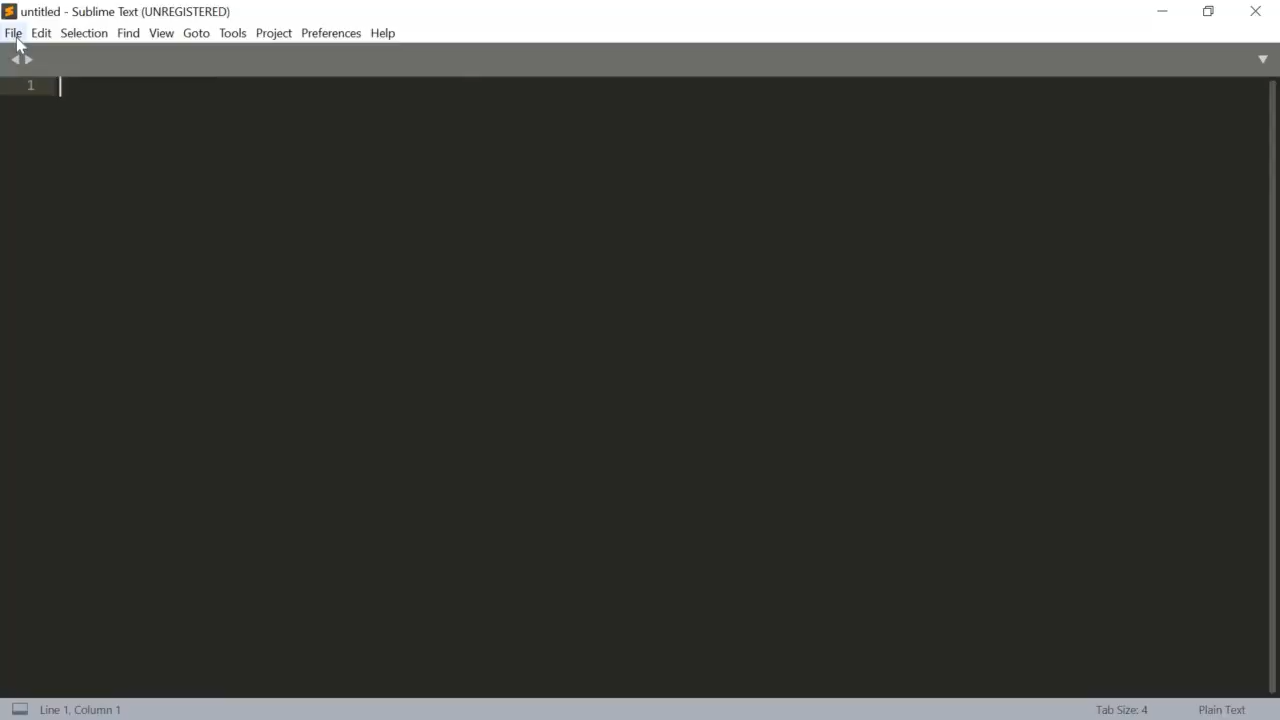 untitled - Sublime Text (UNREGISTERED)
File Edit Selection Find View Goto Tools Project Preferences Help
1
Line 1, Column 1 Tab Size: 4 Plain Text